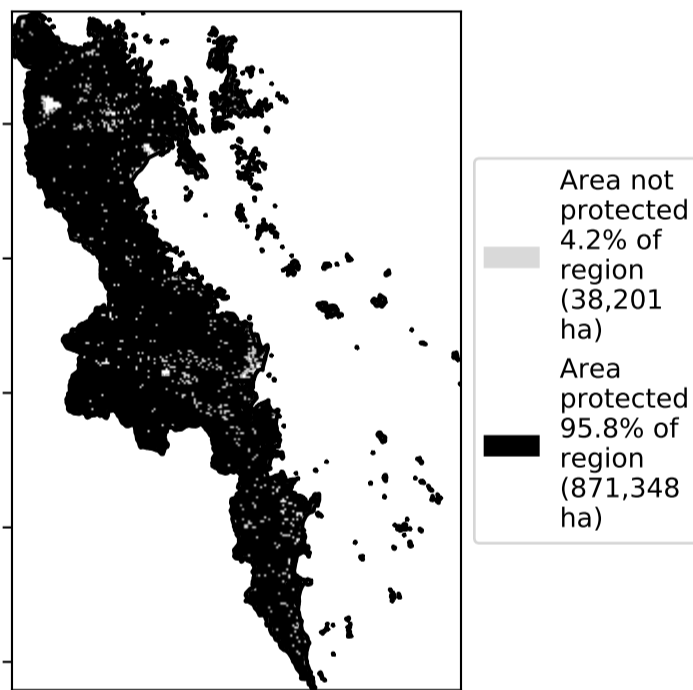 Area not
protected
4.2% of
region
(38,201
ha)
Area
protected
95.8% of
region
(871,348
ha)